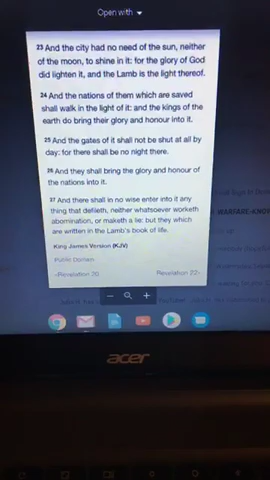 Open with
23 And the city had no need of the sun, neither
of the moon, to shine in it: for the glory of God
did lighten it, and the Lamb is the light thereof.
24 And the nations of them which are saved
shall walk in the light of it: and the kings of the
earth do bring their glory and honour into it.
25 And the gates of it shall not be shut at all by
day: for there shall be no night there.
26 And they shall bring the glory and honour of
the nations into it.
27 And there shall in no wise enter into it any
thing that defileth, neither whatsoever worketh
abomination, or maketh a lie: but they which
are written in the Lamb's book of life.
King James Version (KJV)
Public Domain
<Revelation 20
Revelation 22>
acer